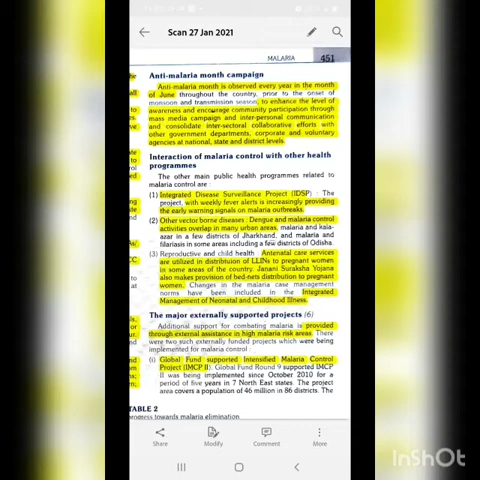 Scan 27 Jan 2021
MALARIA 451
Anti-malaria month campaign
Anti-malaria month is observed every year in the month
of June throughout the country, prior to the onset of
monsoon and transmission season, to enhance the level of
awareness and encourage community participation through
mass media campaign and inter-personal communication
and consolidate inter-sectoral collaborative efforts with
other government departments, corporate and voluntary
agencies at national, state and district levels.
Interaction of malaria control with other health
programmes
The other main public health programmes related to
malaria control are :
(1) Integrated Disease Surveillance Project (IDSP) : The
project, with weekly fever alerts is increasingly providing
the early warning signals on malaria outbreaks.
(2) Other vector borne diseases : Dengue and malaria control
activities overlap in many urban areas, malaria and kala-
azar in a few districts of Jharkhand, and malaria and
filariasis in some areas including a few districts of Odisha.
(3) Reproductive and child health : Antenatal care services
are utilized in distribtuion of LLINs to pregnant women
in some areas of the country. Janani Suraksha Yojana
also makes provision of bed-nets distribution to pregnant
women. Changes in the malaria case management
norms have been included in the Integrated
Management of Neonatal and Childhood Illness.
The major externally supported projects (6)
Additional support for combating malaria is provided
through external assistance in high malaria risk areas. There
were two such externally funded projects which were being
implemented for malaria control :
(i) Global Fund supported Intensified Malaria Control
Project (IMCP II) : Global Fund Round 9 supported IMCP
II was being implemented since October 2010 for a
period of five years in 7 North East states. The project
area covers a population of 46 million in 86 districts. The
TABLE 2
progress towards malaria elimination
Share Modify Comment More
InShOt